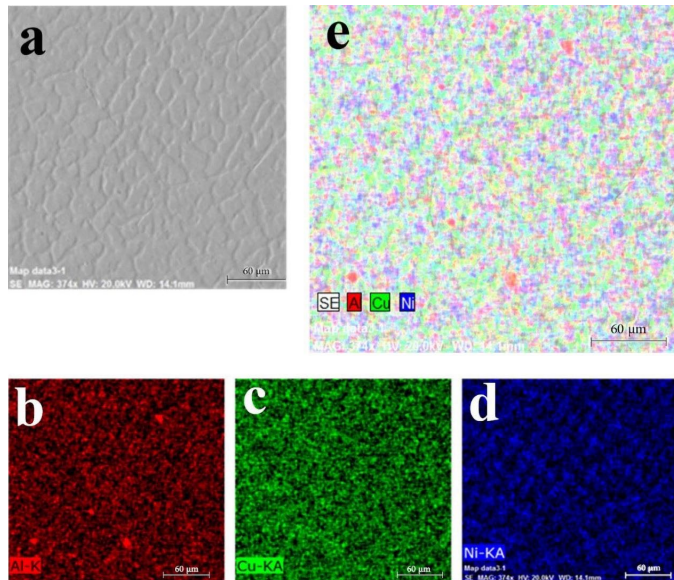 a
Map data3-1
SE MAG: 374x HV: 20.0kV WD: 14.1mm
60 µm
e
SE A Cu Ni
60 µm
b
Al-K
60 µm
c
Cu-KA
60 µm
d
Ni-KA
Map data3-1
SE MAG: 374x HV: 20.0kV WD: 14.1mm
60 µm